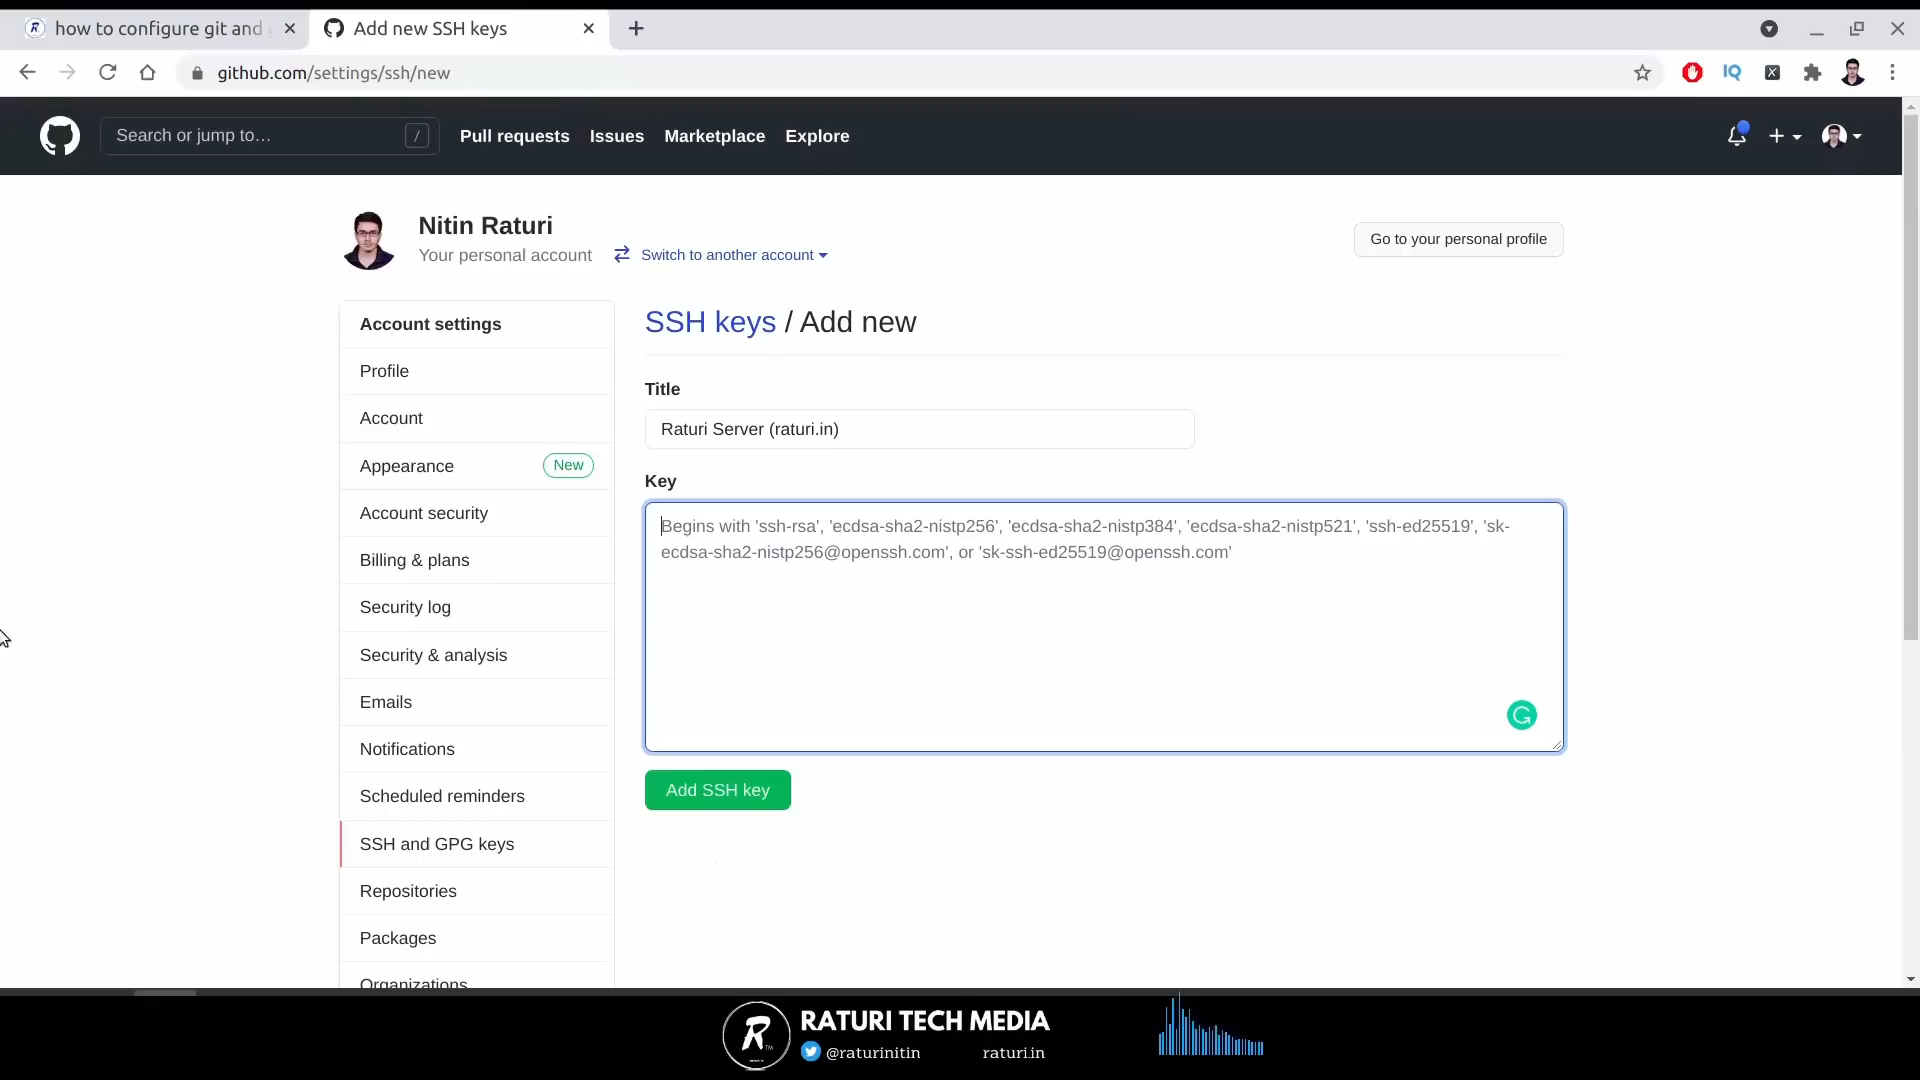 how to configure git and
Add new SSH keys
github.com/settings/ssh/new
IQ
X
Search or jump to…
/
Pull requests
Issues
Marketplace
Explore
Nitin Raturi
Your personal account
Switch to another account
Go to your personal profile
Account settings
Profile
Account
Appearance
New
Account security
Billing & plans
Security log
Security & analysis
Emails
Notifications
Scheduled reminders
SSH and GPG keys
Repositories
Packages
Organizations
SSH keys / Add new
Title
Raturi Server (raturi.in)
Key
Begins with 'ssh-rsa', 'ecdsa-sha2-nistp256', 'ecdsa-sha2-nistp384', 'ecdsa-sha2-nistp521', 'ssh-ed25519', 'sk-
ecdsa-sha2-nistp256@openssh.com', or 'sk-ssh-ed25519@openssh.com'
Add SSH key
R
RATURI TECH MEDIA
@raturinitin
raturi.in